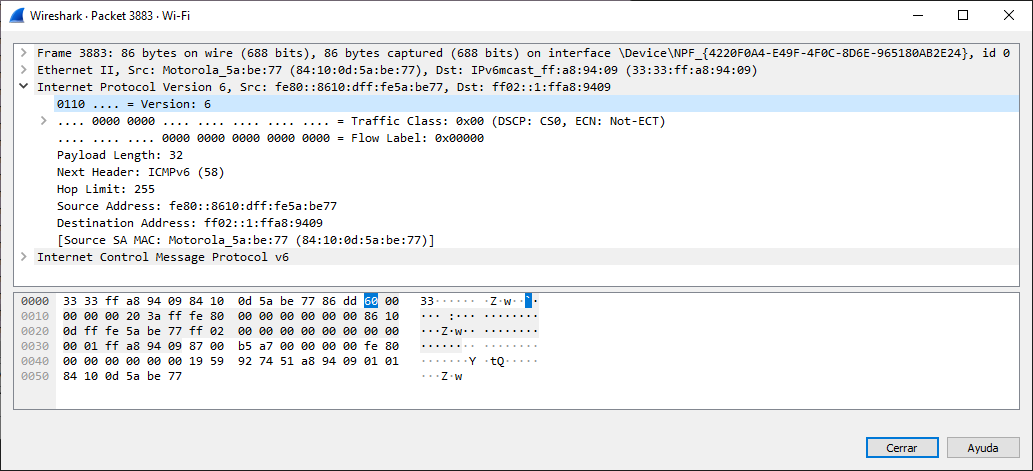 Wireshark · Packet 3883 · Wi-Fi
Frame 3883: 86 bytes on wire (688 bits), 86 bytes captured (688 bits) on interface \Device\NPF_{4220F0A4-E49F-4F0C-8D6E-965180AB2E24}, id 0
Ethernet II, Src: Motorola_5a:be:77 (84:10:0d:5a:be:77), Dst: IPv6mcast_ff:a8:94:09 (33:33:ff:a8:94:09)
Internet Protocol Version 6, Src: fe80::8610:dff:fe5a:be77, Dst: ff02::1:ffa8:9409
0110 .... = Version: 6
.... 0000 0000 .... .... .... .... .... = Traffic Class: 0x00 (DSCP: CS0, ECN: Not-ECT)
.... .... .... 0000 0000 0000 0000 0000 = Flow Label: 0x00000
Payload Length: 32
Next Header: ICMPv6 (58)
Hop Limit: 255
Source Address: fe80::8610:dff:fe5a:be77
Destination Address: ff02::1:ffa8:9409
[Source SA MAC: Motorola_5a:be:77 (84:10:0d:5a:be:77)]
Internet Control Message Protocol v6
0000 33 33 ff a8 94 09 84 10 0d 5a be 77 86 dd 60 00 33······ ·Z·w··`·
0010 00 00 00 20 3a ff fe 80 00 00 00 00 00 00 86 10 ··· :··· ········
0020 0d ff fe 5a be 77 ff 02 00 00 00 00 00 00 00 00 ···Z·w·· ········
0030 00 01 ff a8 94 09 87 00 b5 a7 00 00 00 00 fe 80 ········ ········
0040 00 00 00 00 00 00 19 59 92 74 51 a8 94 09 01 01 ·······Y ·tQ·····
0050 84 10 0d 5a be 77 ···Z·w
Cerrar
Ayuda